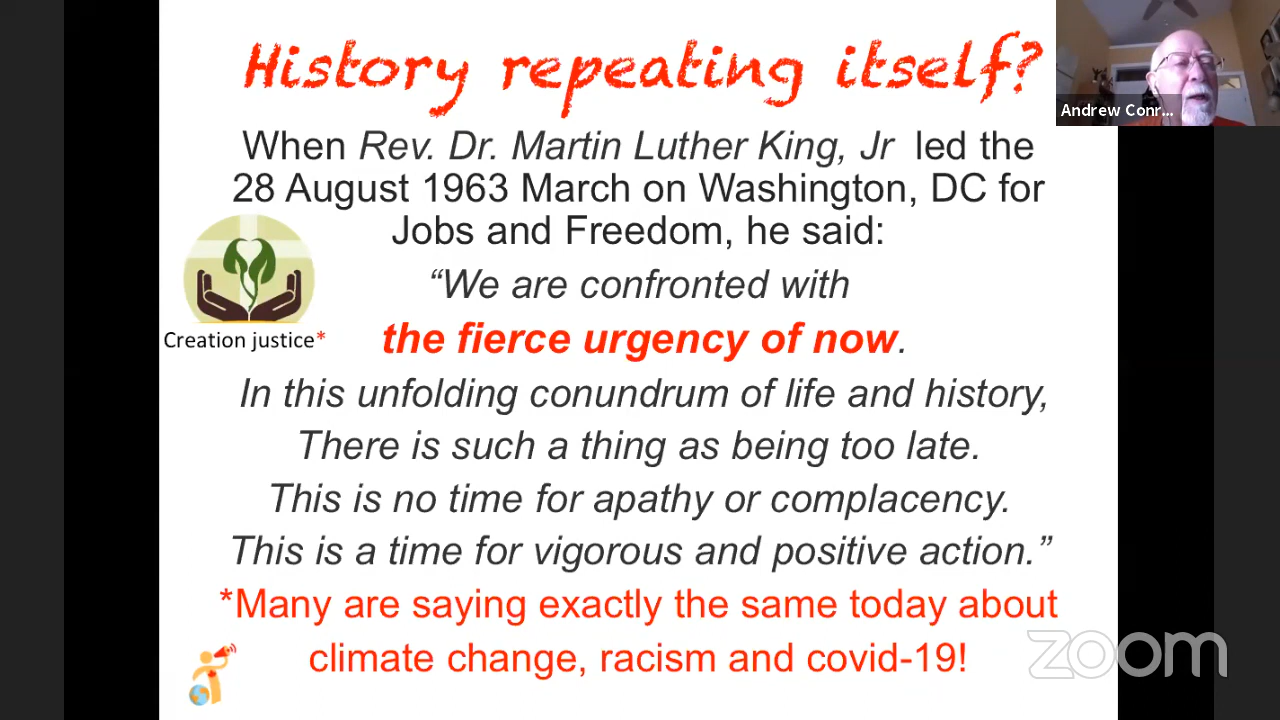 History repeating itself?
Andrew Conr...
When Rev. Dr. Martin Luther King, Jr led the
28 August 1963 March on Washington, DC for
Jobs and Freedom, he said:
“We are confronted with
Creation justice*
the fierce urgency of now.
In this unfolding conundrum of life and history,
There is such a thing as being too late.
This is no time for apathy or complacency.
This is a time for vigorous and positive action.”
*Many are saying exactly the same today about
climate change, racism and covid-19!
zoom